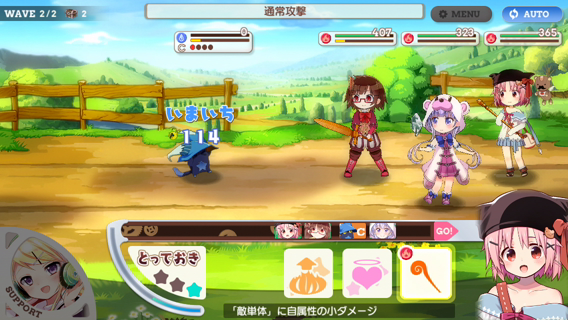 WAVE 2/2 2
通常攻撃
MENU
AUTO
0
C
407
323
365
いまいち
114
C
GO!
とっておき
SUPPORT
「敵単体」に自属性の小ダメージ